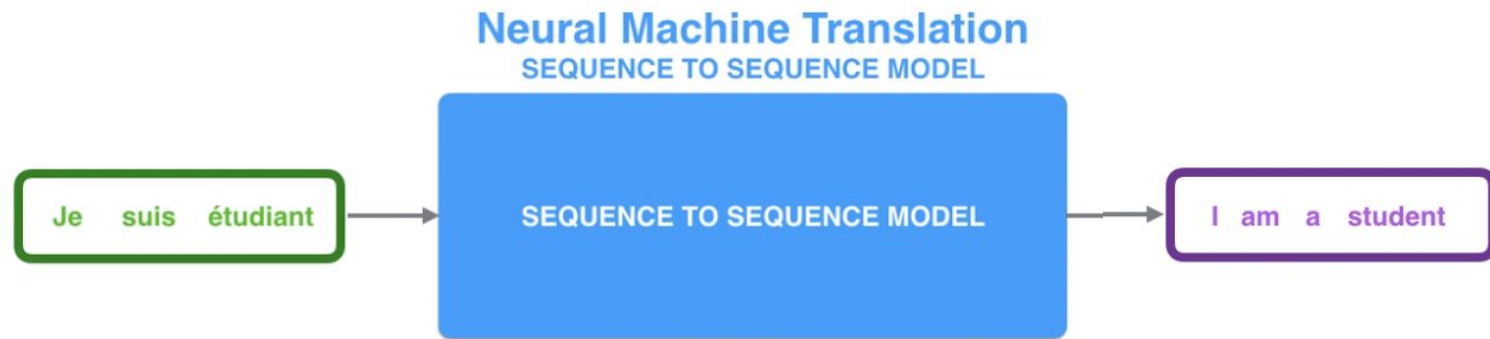 Neural Machine Translation
SEQUENCE TO SEQUENCE MODEL
Je suis étudiant
SEQUENCE TO SEQUENCE MODEL
I am a student